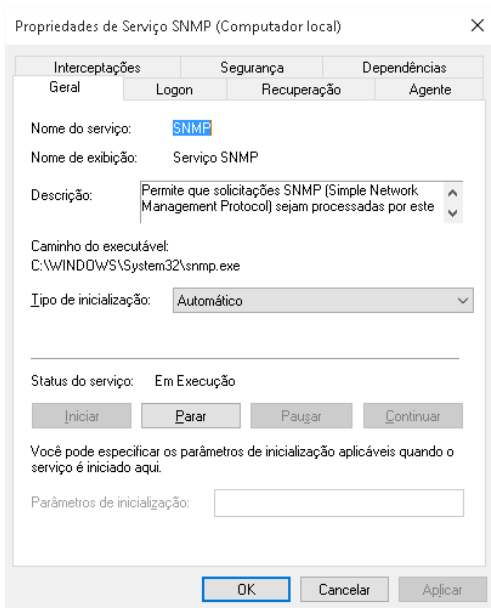 Propriedades de Serviço SNMP (Computador local)
Interceptações Segurança Dependências
Geral Logon Recuperação Agente
Nome do serviço: SNMP
Nome de exibição: Serviço SNMP
Descrição: Permite que solicitações SNMP (Simple Network
Management Protocol) sejam processadas por este
Caminho do executável:
C:\WINDOWS\System32\snmp.exe
Tipo de inicialização: Automático
Status do serviço: Em Execução
Iniciar Parar Pausar Continuar
Você pode especificar os parâmetros de inicialização aplicáveis quando o
serviço é iniciado aqui.
Parâmetros de inicialização:
OK Cancelar Aplicar